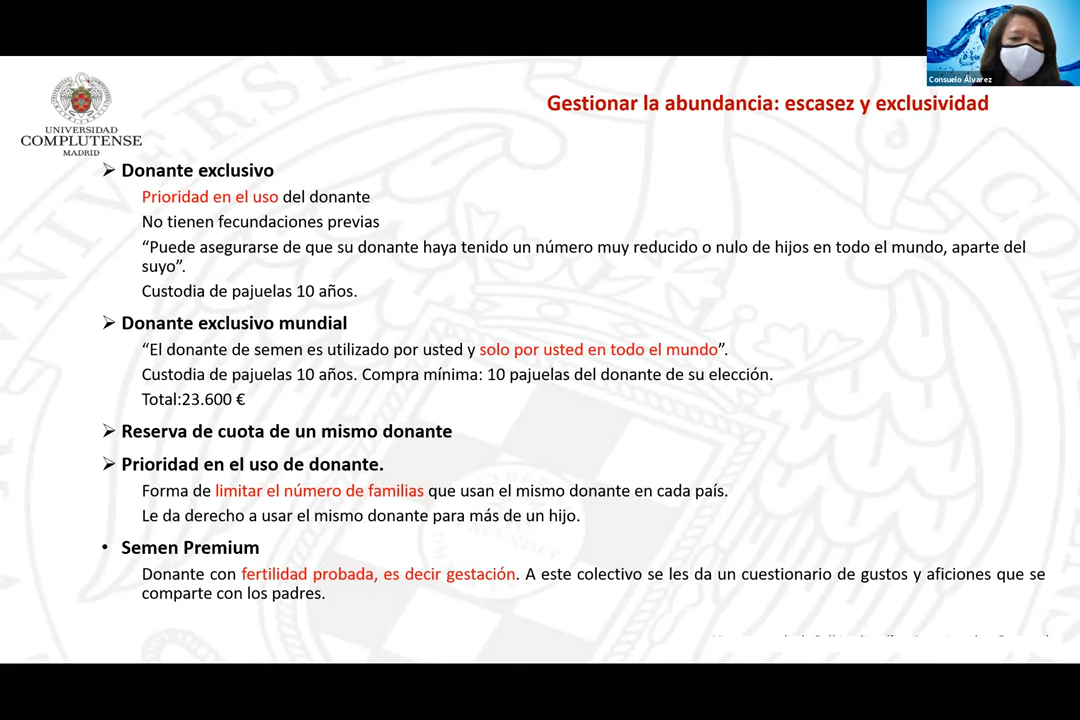 Consuelo Álvarez
UNIVERSIDAD
COMPLUTENSE
MADRID
Gestionar la abundancia: escasez y exclusividad
➢ Donante exclusivo
Prioridad en el uso del donante
No tienen fecundaciones previas
“Puede asegurarse de que su donante haya tenido un número muy reducido o nulo de hijos en todo el mundo, aparte del
suyo”.
Custodia de pajuelas 10 años.
➢ Donante exclusivo mundial
“El donante de semen es utilizado por usted y solo por usted en todo el mundo”.
Custodia de pajuelas 10 años. Compra mínima: 10 pajuelas del donante de su elección.
Total:23.600 €
➢ Reserva de cuota de un mismo donante
➢ Prioridad en el uso de donante.
Forma de limitar el número de familias que usan el mismo donante en cada país.
Le da derecho a usar el mismo donante para más de un hijo.
• Semen Premium
Donante con fertilidad probada, es decir gestación. A este colectivo se les da un cuestionario de gustos y aficiones que se
comparte con los padres.